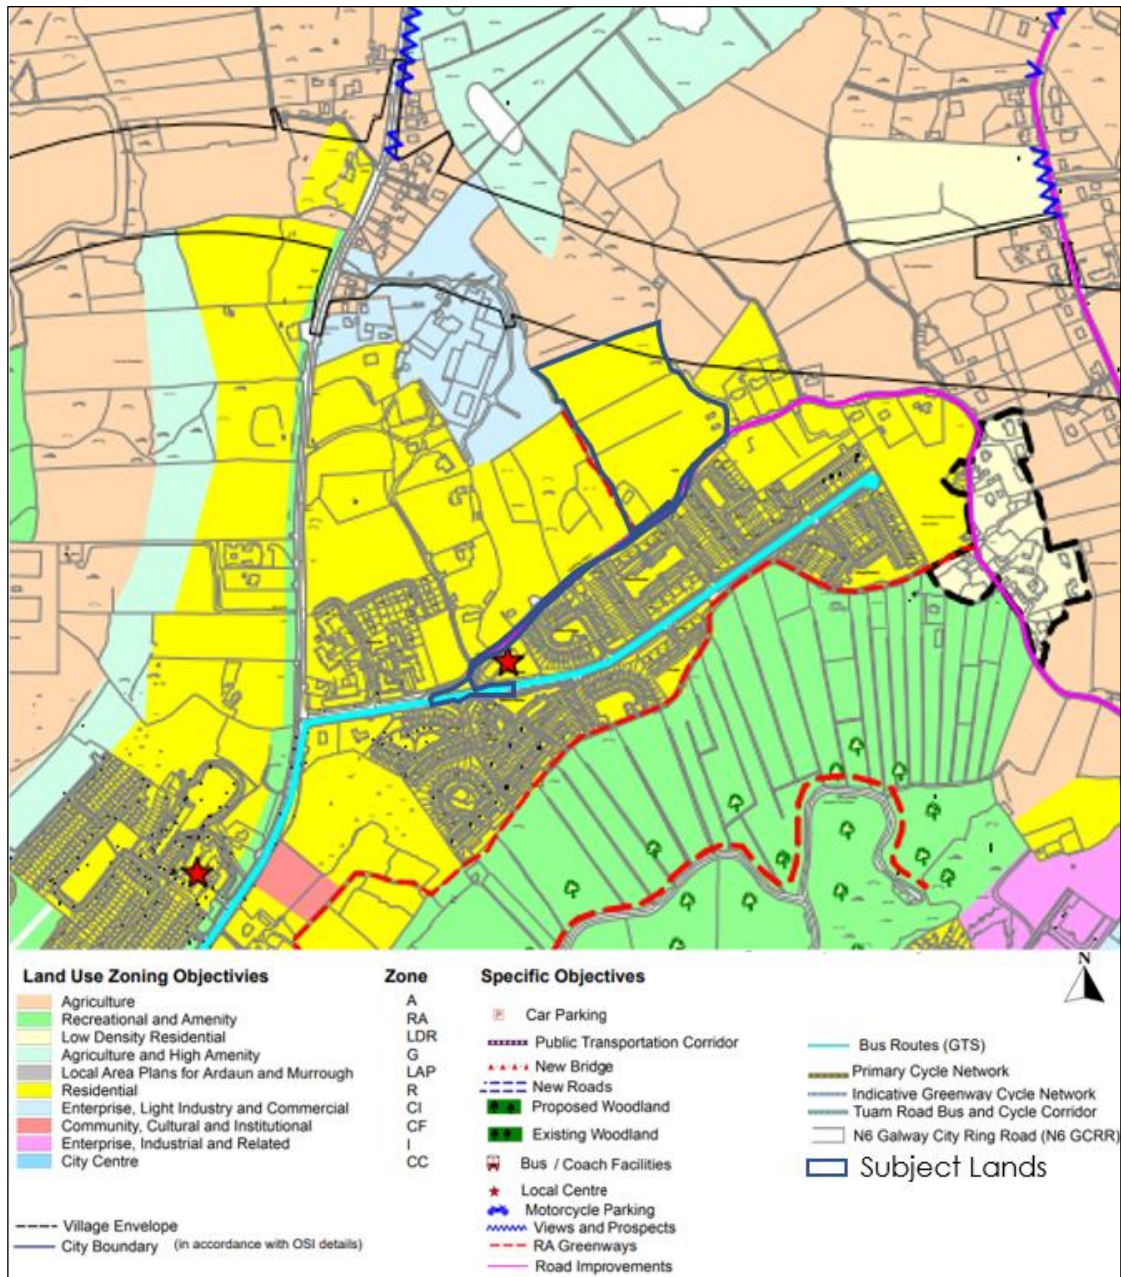 N
Land Use Zoning Objectivies
Zone
Agriculture A
Recreational and Amenity RA
Low Density Residential LDR
Agriculture and High Amenity G
Local Area Plans for Ardaun and Murrough LAP
Residential R
Enterprise, Light Industry and Commercial CI
Community, Cultural and Institutional CF
Enterprise, Industrial and Related I
City Centre CC
Village Envelope
City Boundary (in accordance with OSI details)
Specific Objectives
P Car Parking
Public Transportation Corridor
New Bridge
New Roads
Proposed Woodland
Existing Woodland
Bus / Coach Facilities
Local Centre
Motorcycle Parking
Views and Prospects
RA Greenways
Road Improvements
Bus Routes (GTS)
Primary Cycle Network
Indicative Greenway Cycle Network
Tuam Road Bus and Cycle Corridor
N6 Galway City Ring Road (N6 GCRR)
Subject Lands